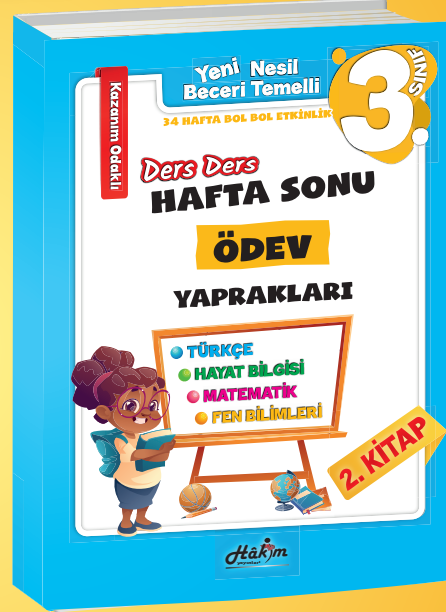 Kazanım Odaklı
Yeni Nesil
Beceri Temelli
34 HAFTA BOL BOL ETKİNLİK
3.
SINIF
Ders Ders
HAFTA SONU
ÖDEV
YAPRAKLARI
TÜRKÇE
HAYAT BİLGİSİ
MATEMATİK
FEN BİLİMLERİ
2. KİTAP
Hâkim
yayınları